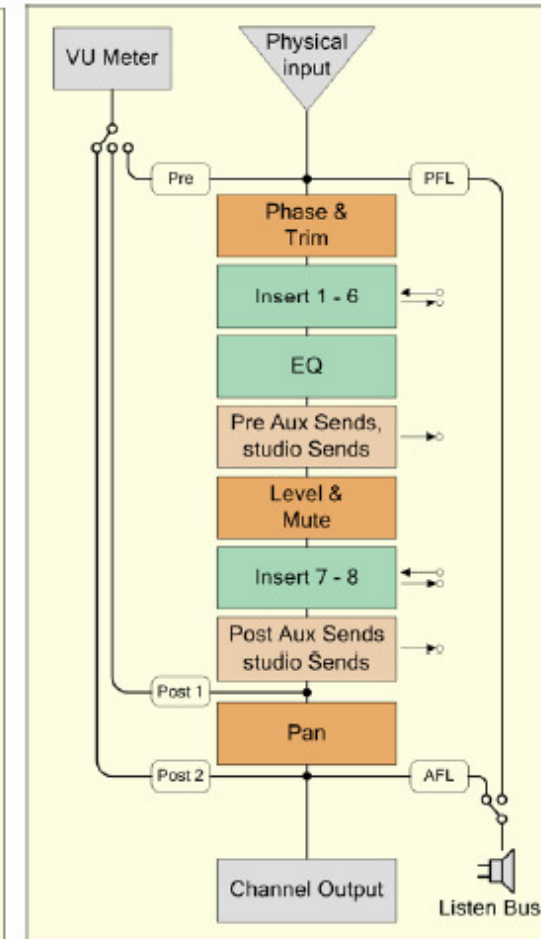 VU Meter
Physical
input
Pre
PFL
Phase &
Trim
Insert 1 - 6
EQ
Pre Aux Sends,
studio Sends
Level &
Mute
Insert 7 - 8
Post Aux Sends
studio Sends
Post 1
Pan
Post 2
AFL
Channel Output
Listen Bus